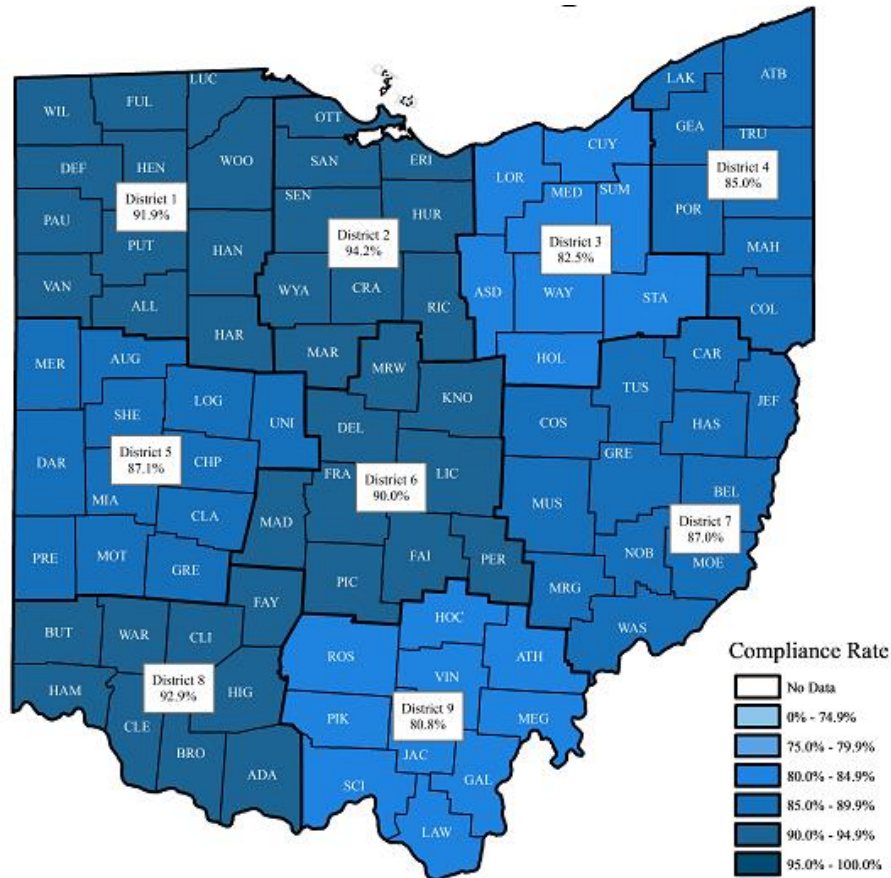 LUC
WIL
FUL
OTT
LAK
ATB
WOO
CUY
GEA
TRU
DEF
HEN
SAN
ERI
LOR
District 1
91.9%
SEN
MED
SUM
District 4
85.0%
PAU
HUR
POR
PUT
District 2
94.2%
District 3
82.5%
HAN
MAH
VAN
WYA
CRA
ASD
WAY
STA
ALL
RIC
COL
HAR
MAR
HOL
CAR
MER
AUG
MRW
TUS
LOG
KNO
JEF
SHE
UNI
DEL
COS
HAS
GRE
District 5
87.1%
CHP
FRA
LIC
DAR
District 6
90.0%
BEL
MIA
CLA
MAD
MUS
District 7
87.0%
PRE
MOT
FAI
PER
NOB
MOE
GRE
PIC
MRG
FAY
HOC
BUT
WAR
CLI
WAS
ROS
ATH
VIN
HAM
District 8
92.9%
HIG
CLE
PIK
District 9
80.8%
MEG
BRO
JAC
ADA
SCI
GAL
LAW
Compliance Rate
No Data
0% - 74.9%
75.0% - 79.9%
80.0% - 84.9%
85.0% - 89.9%
90.0% - 94.9%
95.0% - 100.0%